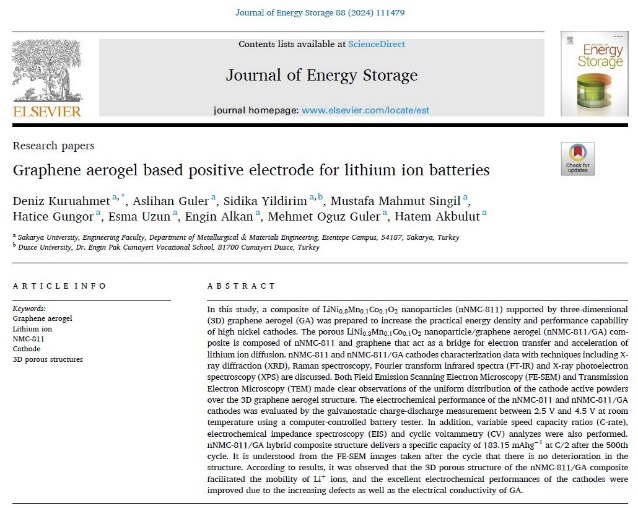 Journal of Energy Storage 88 (2024) 111479
Contents lists available at ScienceDirect
Journal of Energy Storage
journal homepage: www.elsevier.com/locate/est
ELSEVIER
Energy
Storage
Check for
updates
Research papers
Graphene aerogel based positive electrode for lithium ion batteries
Deniz Kuruahmet a,*, Aslihan Guler a, Sidika Yildirim a,b, Mustafa Mahmut Singil a,
Hatice Gungor a, Esma Uzun a, Engin Alkan a, Mehmet Oguz Guler a, Hatem Akbulut a
a Sakarya University, Engineering Faculty, Department of Metallurgical & Materials Engineering, Esentepe Campus, 54187, Sakarya, Turkey
b Duzce University, Dr. Engin Pak Cumayeri Vocational School, 81700 Cumayeri Duzce, Turkey
ARTICLE INFO
Keywords:
Graphene aerogel
Lithium ion
NMC-811
Cathode
3D porous structures
ABSTRACT
In this study, a composite of LiNi0.8Mn0.1Co0.1O2 nanoparticles (nNMC-811) supported by three-dimensional
(3D) graphene aerogel (GA) was prepared to increase the practical energy density and performance capability
of high nickel cathodes. The porous LiNi0.8Mn0.1Co0.1O2 nanoparticle/graphene aerogel (nNMC-811/GA) com-
posite is composed of nNMC-811 and graphene that act as a bridge for electron transfer and acceleration of
lithium ion diffusion. nNMC-811 and nNMC-811/GA cathodes characterization data with techniques including X-
ray diffraction (XRD), Raman spectroscopy, Fourier transform infrared spectra (FT-IR) and X-ray photoelectron
spectroscopy (XPS) are discussed. Both Field Emission Scanning Electron Microscopy (FE-SEM) and Transmission
Electron Microscopy (TEM) made clear observations of the uniform distribution of the cathode active powders
over the 3D graphene aerogel structure. The electrochemical performance of the nNMC-811 and nNMC-811/GA
cathodes was evaluated by the galvanostatic charge-discharge measurement between 2.5 V and 4.5 V at room
temperature using a computer-controlled battery tester. In addition, variable speed capacity ratios (C-rate),
electrochemical impedance spectroscopy (EIS) and cyclic voltammetry (CV) analyzes were also performed.
nNMC-811/GA hybrid composite structure delivers a specific capacity of 183.15 mAhg−1 at C/2 after the 500th
cycle. It is understood from the FE-SEM images taken after the cycle that there is no deterioration in the
structure. According to results, it was observed that the 3D porous structure of the nNMC-811/GA composite
facilitated the mobility of Li+ ions, and the excellent electrochemical performances of the cathodes were
improved due to the increasing defects as well as the electrical conductivity of GA.